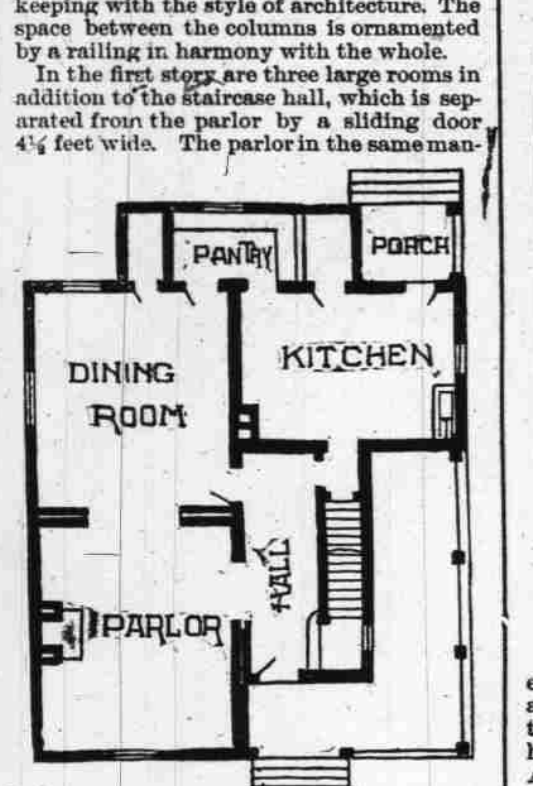 keeping with the style of architecture. The
space between the columns is ornamented
by a railing in harmony with the whole.
In the first story are three large rooms in
addition to the staircase hall, which is sep-
arated from the parlor by a sliding door
4½ feet wide. The parlor in the same man-
PANTRY
PORCH
KITCHEN
DINING
ROOM
HALL
PARLOR